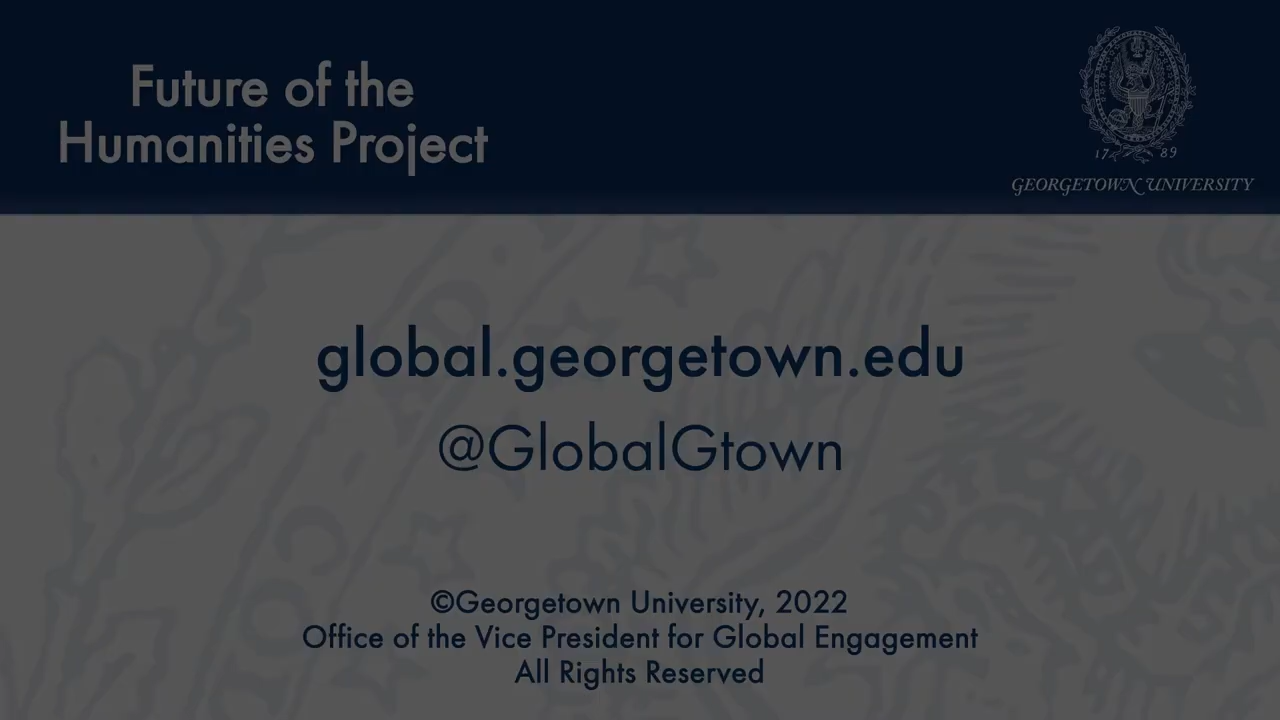 Future of the
Humanities Project
17 89
GEORGETOWN UNIVERSITY
global.georgetown.edu
@GlobalGtown
©Georgetown University, 2022
Office of the Vice President for Global Engagement
All Rights Reserved